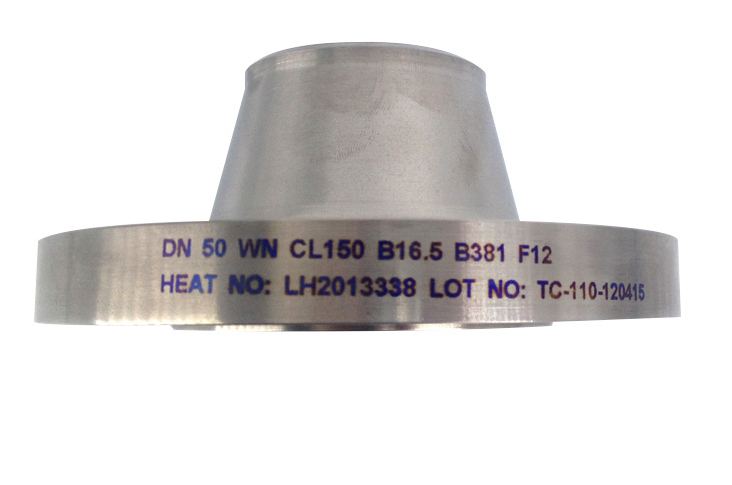 DN 50 WN CL150 B16.5 B381 F12
HEAT NO: LH2013338 LOT NO: TC-110-120415